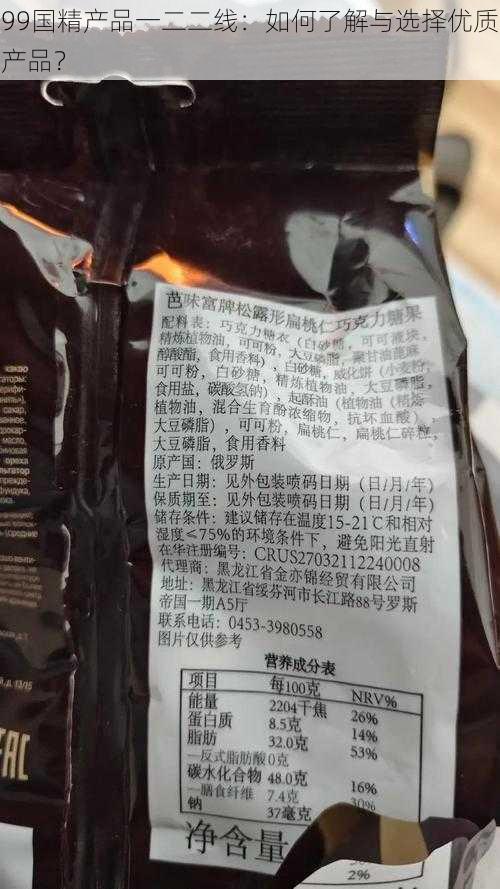 99国精产品一二二线：如何了解与选择优质
产品？
芭味富牌松露形扁桃仁巧克力糖果
配料表：巧克力糖衣（白砂糖，可可液块，
精炼植物油，可可粉，大豆磷脂，聚甘油蓖麻
醇酸酯，食用香料），白砂糖，威化饼（小麦粉，
可可粉，白砂糖，精炼植物油，大豆磷脂，
食用盐，碳酸氢钠），起酥油（植物油（精炼
植物油，混合生育酚浓缩物，抗坏血酸），
大豆磷脂），可可粉，扁桃仁，扁桃仁碎粒，
大豆磷脂，食用香料
原产国：俄罗斯
生产日期：见外包装喷码日期（日/月/年）
保质期至：见外包装喷码日期（日/月/年）
储存条件：建议储存在温度15-21℃和相对
湿度≤75%的环境条件下，避免阳光直射
在华注册编号：CRUS27032112240008
代理商：黑龙江省金亦锦经贸有限公司
地址：黑龙江省绥芬河市长江路88号罗斯
帝国一期A5厅
联系电话：0453-3980558
图片仅供参考
营养成分表
项目 每100克 NRV%
能量 2204千焦 26%
蛋白质 8.5克 14%
脂肪 32.0克 53%
—反式脂肪酸 0克
碳水化合物 48.0克 16%
—膳食纤维 7.4克 30%
钠 37毫克 2%
净含量
какао
сахар,
масло,
ореха
д. 13/15
EAC